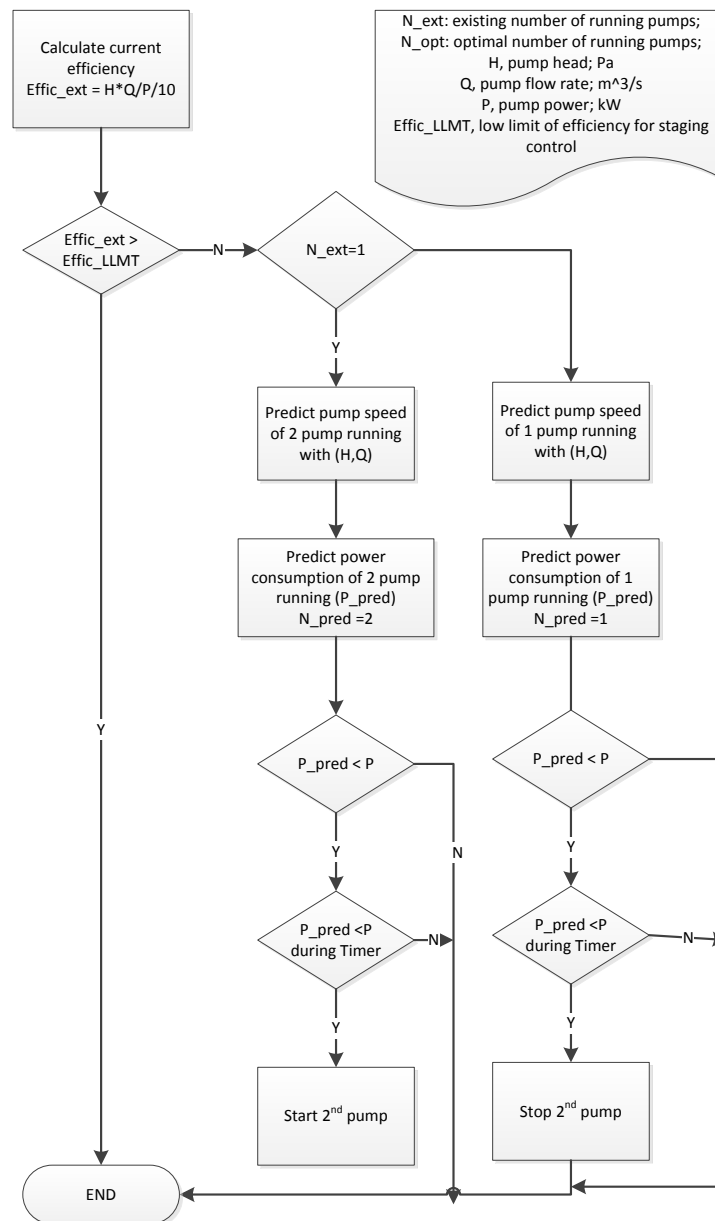 Calculate current
efficiency
Effic_ext = H*Q/P/10
N_ext: existing number of running pumps;
N_opt: optimal number of running pumps;
H, pump head; Pa
Q, pump flow rate; m^3/s
P, pump power; kW
Effic_LLMT, low limit of efficiency for staging
control
Effic_ext >
Effic_LLMT
N
N_ext=1
Y
Predict pump speed
of 2 pump running
with (H,Q)
Predict pump speed
of 1 pump running
with (H,Q)
Predict power
consumption of 2 pump
running (P_pred)
N_pred =2
Predict power
consumption of 1
pump running (P_pred)
N_pred =1
Y
P_pred < P
P_pred < P
Y
N
Y
P_pred <P
during Timer
N
P_pred <P
during Timer
N
Y
Y
Start 2nd pump
Stop 2nd pump
END